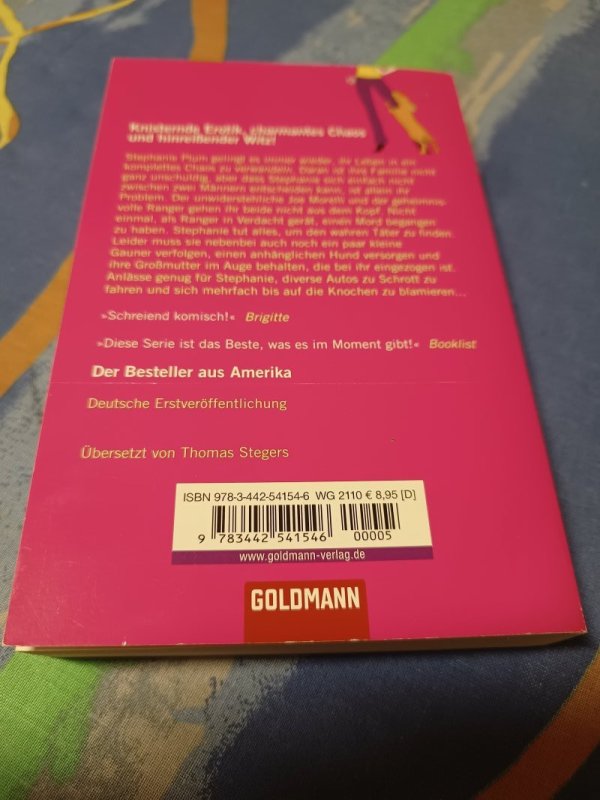 Knisternde Erotik, charmantes Chaos
und hinreißender Witz!
Stephanie Plum gelingt es immer wieder, ihr Leben in ein
komplettes Chaos zu verwandeln. Daran ist ihre Familie nicht
ganz unschuldig, aber dass Stephanie sich einfach nicht
zwischen zwei Männern entscheiden kann, ist allein ihr
Problem. Der unwiderstehliche Joe Morelli und der geheimnis-
volle Ranger gehen ihr beide nicht aus dem Kopf. Nicht
einmal, als Ranger in Verdacht gerät, einen Mord begangen
zu haben. Stephanie tut alles, um den wahren Täter zu finden.
Leider muss sie nebenbei auch noch ein paar kleine
Gauner verfolgen, einen anhänglichen Hund versorgen und
ihre Großmutter im Auge behalten, die bei ihr eingezogen ist.
Anlässe genug für Stephanie, diverse Autos zu Schrott zu
fahren und sich mehrfach bis auf die Knochen zu blamieren...
»Schreiend komisch!« Brigitte
»Diese Serie ist das Beste, was es im Moment gibt!« Booklist
Der Besteller aus Amerika
Deutsche Erstveröffentlichung
Übersetzt von Thomas Stegers
ISBN 978-3-442-54154-6 WG 2110 € 8,95 [D]
9 783442 541546 00005
www.goldmann-verlag.de
GOLDMANN